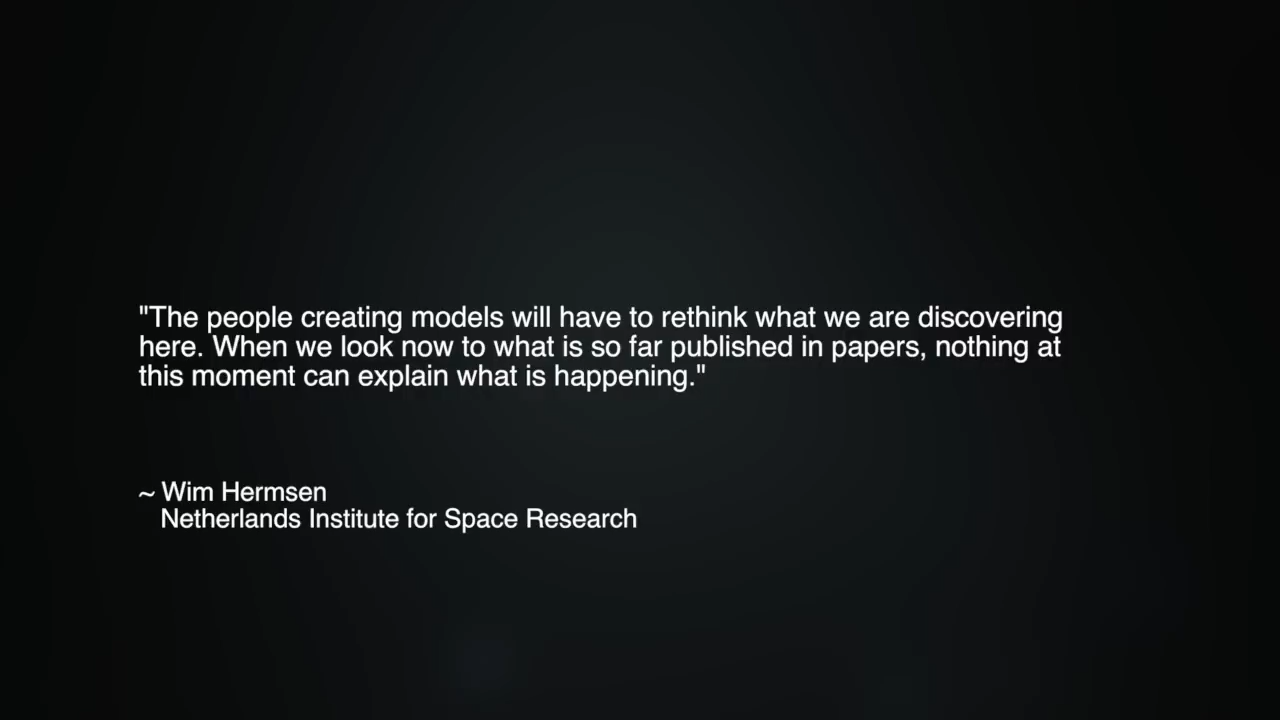 "The people creating models will have to rethink what we are discovering
here. When we look now to what is so far published in papers, nothing at
this moment can explain what is happening."
~ Wim Hermsen
Netherlands Institute for Space Research